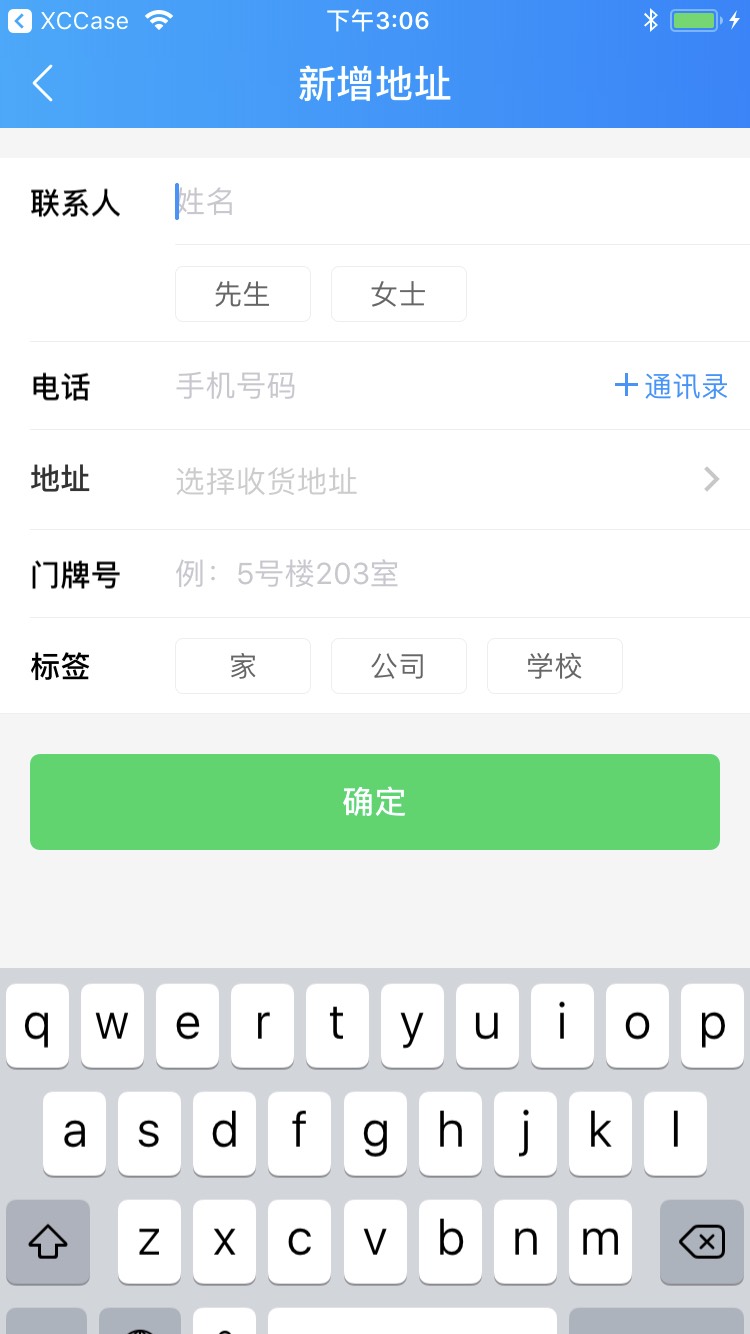 XCCase 下午3:06
新增地址
联系人 姓名
先生 女士
电话 手机号码 +通讯录
地址 选择收货地址
门牌号 例：5号楼203室
标签 家 公司 学校
确定
q w e r t y u i o p
a s d f g h j k l
z x c v b n m